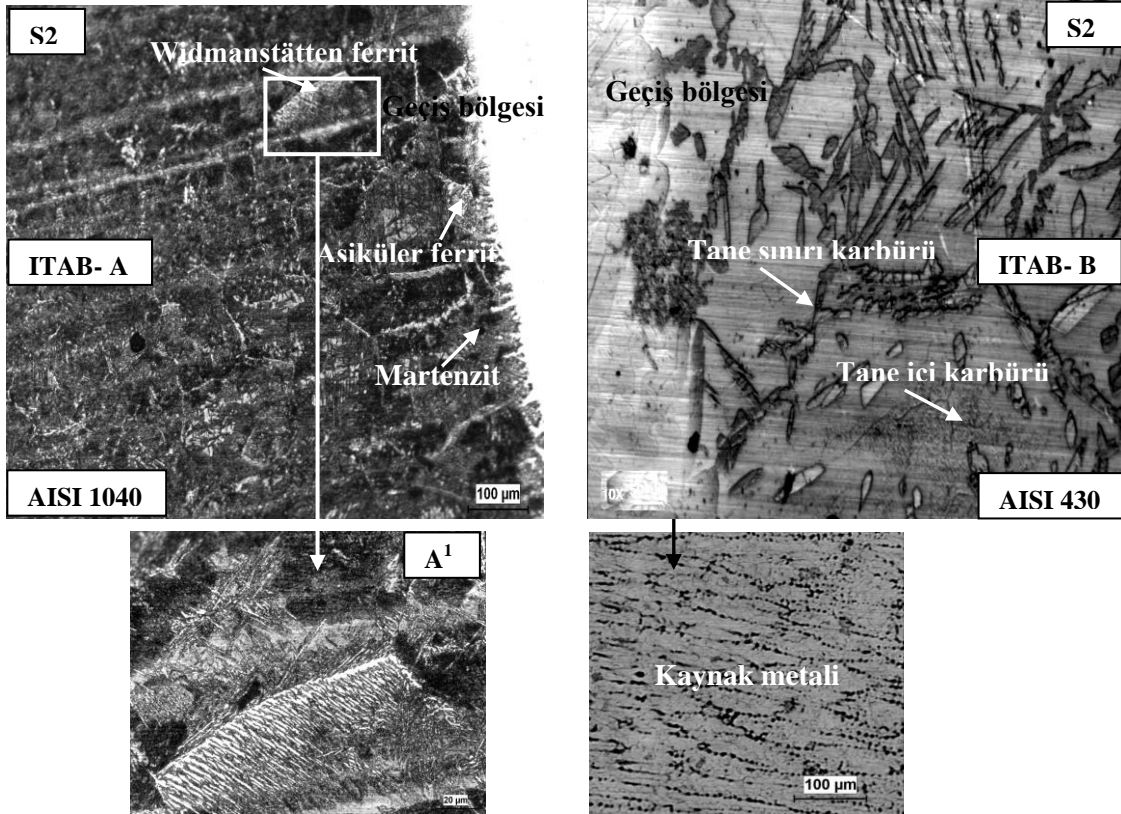 S2
Widmanstätten ferrit
Geçiş bölgesi
Asiküler ferrit
ITAB- A
Martenzit
AISI 1040
100 µm
S2
Geçiş bölgesi
Tane sınırı karbürü
ITAB- B
Tane içi karbürü
10X
AISI 430
A¹
20 µm
Kaynak metali
100 µm